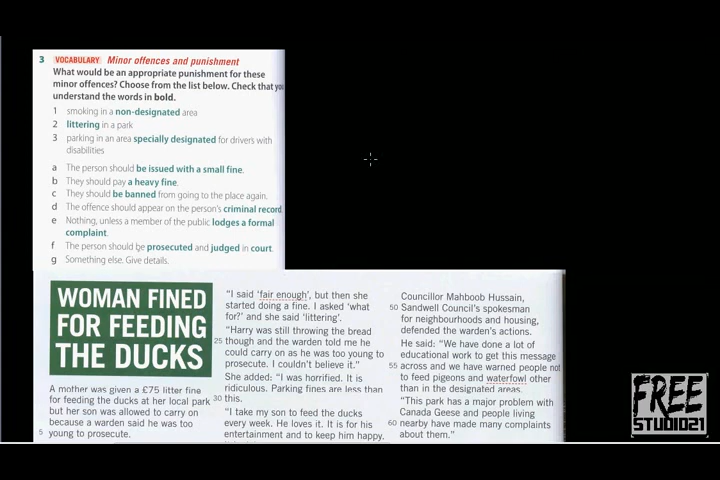 3 VOCABULARY Minor offences and punishment
What would be an appropriate punishment for these
minor offences? Choose from the list below. Check that you
understand the words in bold.
1 smoking in a non-designated area
2 littering in a park
3 parking in an area specially designated for drivers with
disabilities
a The person should be issued with a small fine.
b They should pay a heavy fine.
c They should be banned from going to the place again.
d The offence should appear on the person's criminal record
e Nothing, unless a member of the public lodges a formal
complaint.
f The person should be prosecuted and judged in court.
g Something else. Give details.
WOMAN FINED
FOR FEEDING
THE DUCKS
A mother was given a £75 litter fine
for feeding the ducks at her local park
but her son was allowed to carry on
because a warden said he was too
5 young to prosecute.
"I said 'fair enough', but then she
started doing a fine. I asked 'what
for?' and she said 'littering'.
"Harry was still throwing the bread
25 though and the warden told me he
could carry on as he was too young to
prosecute. I couldn't believe it."
She added: "I was horrified. It is
ridiculous. Parking fines are less than
30 this.
"I take my son to feed the ducks
every week. He loves it. It is for his
entertainment and to keep him happy.
Councillor Mahboob Hussain,
50 Sandwell Council's spokesman
for neighbourhoods and housing,
defended the warden's actions.
He said: "We have done a lot of
educational work to get this message
55 across and we have warned people not
to feed pigeons and waterfowl other
than in the designated areas.
"This park has a major problem with
Canada Geese and people living
60 nearby have made many complaints
about them."
FREE
STUDIO21